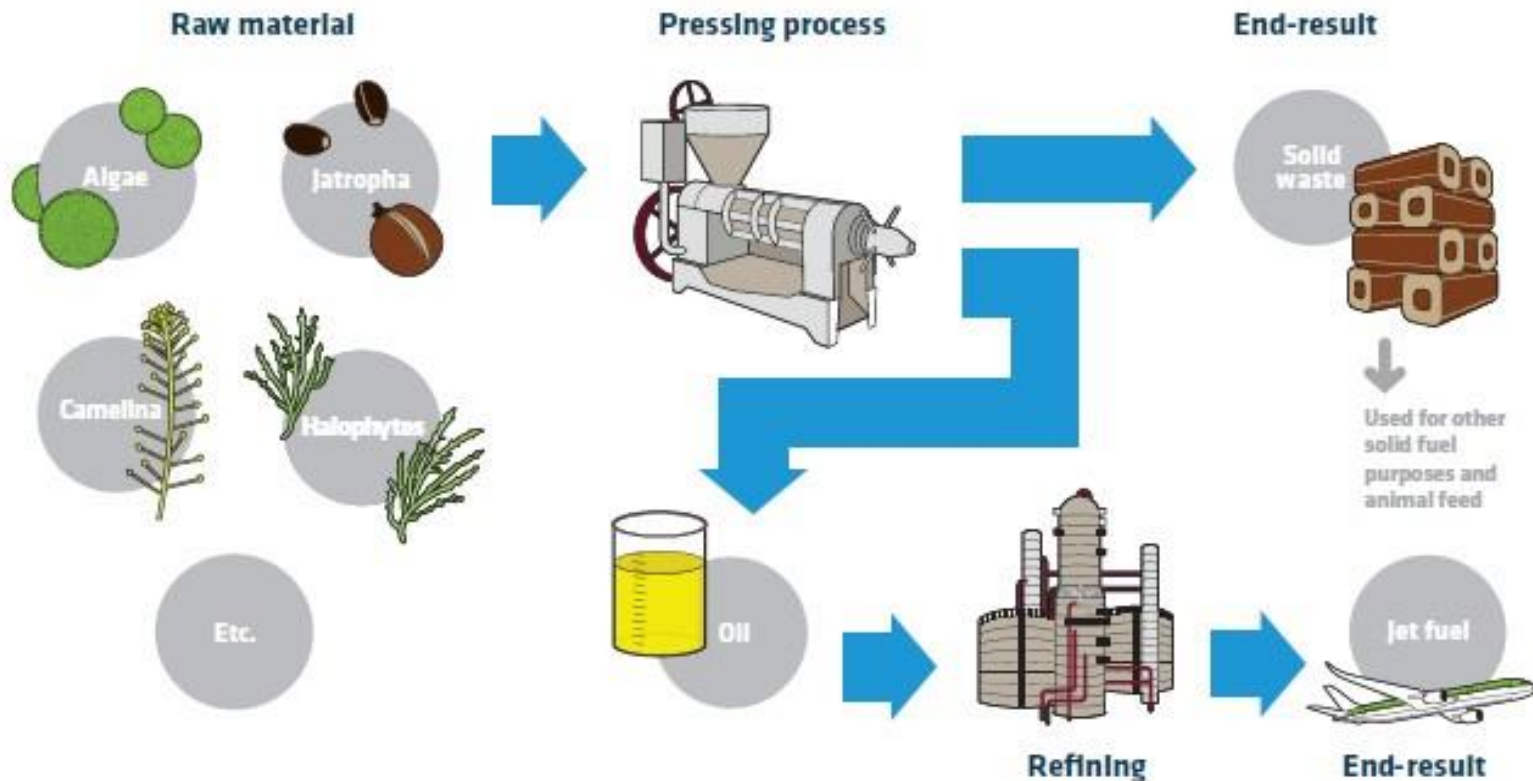 Raw material
Pressing process
End-result
Algae
Jatropha
Solid
waste
Camelina
Halophytes
Used for other
solid fuel
purposes and
animal feed
Etc.
Oil
Jet fuel
Refining
End-result